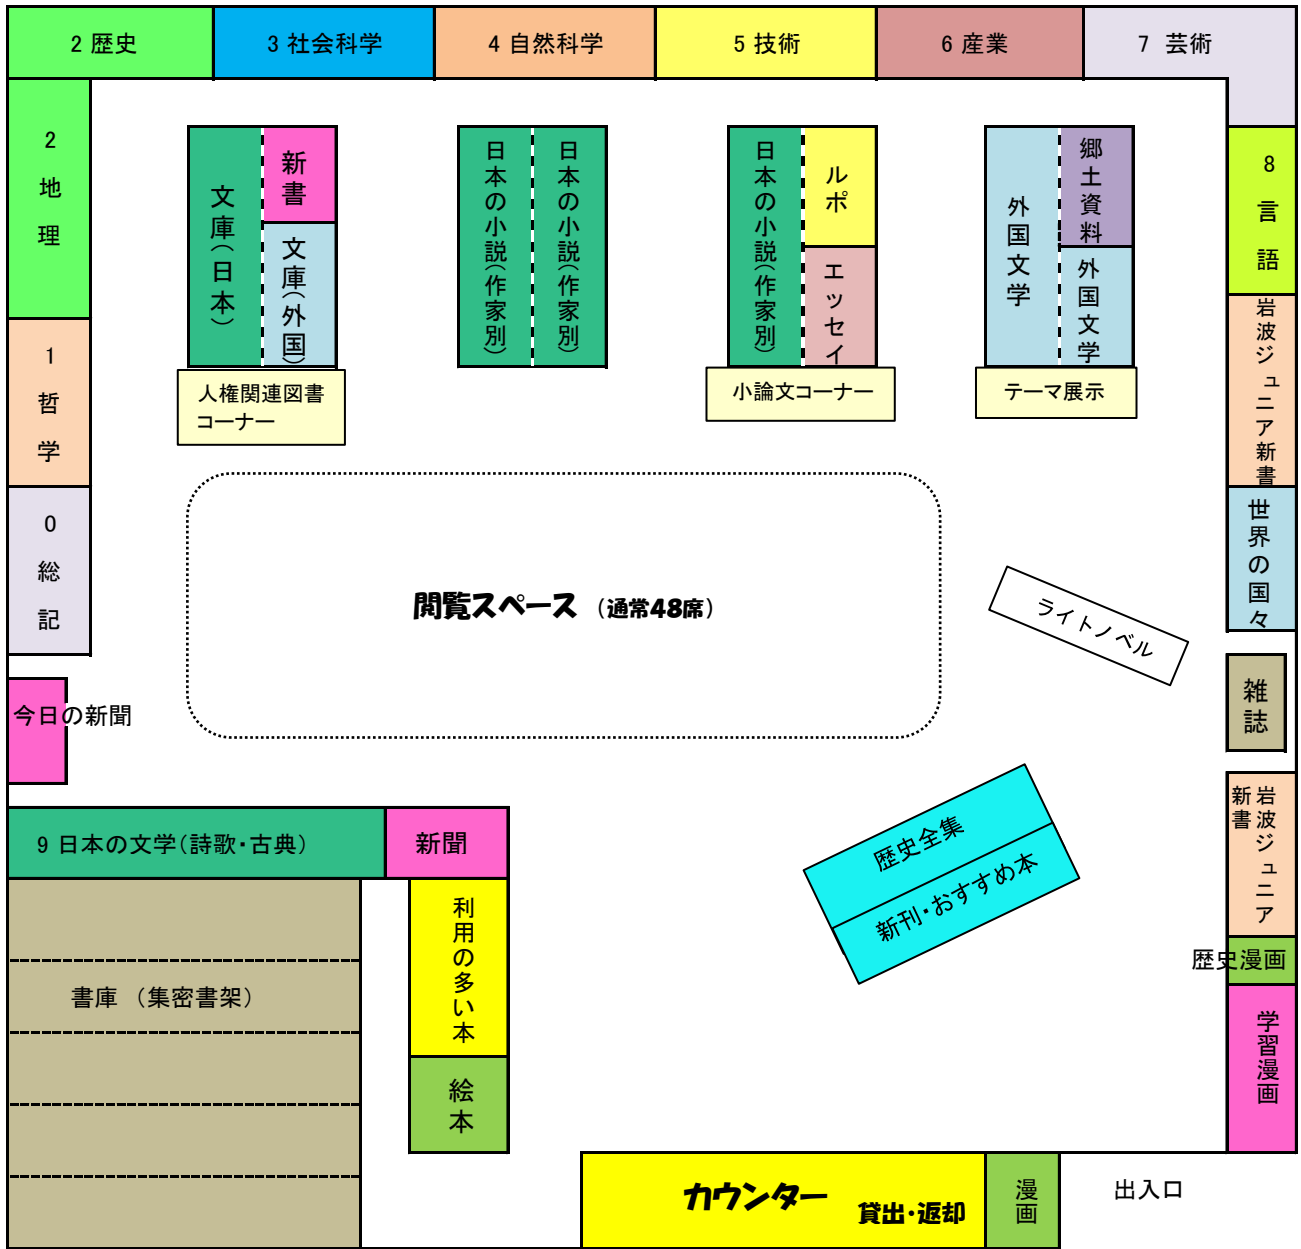 2 歴史
3 社会科学
4 自然科学
5 技術
6 産業
7 芸術
2 地理
1 哲学
0 総記
今日の新聞
文庫(日本)
新書
文庫(外国)
人権関連図書
コーナー
日本の小説(作家別)
日本の小説(作家別)
日本の小説(作家別)
ルポ
エッセイ
小論文コーナー
外国文学
郷土資料
外国文学
テーマ展示
8 言語
岩波ジュニア新書
世界の国々
雑誌
閲覧スペース (通常48席)
ライトノベル
歴史全集
新刊・おすすめ本
岩波ジュニア
新書
歴史漫画
学習漫画
9 日本の文学(詩歌・古典)
新聞
利用の多い本
絵本
書庫 (集密書架)
カウンター 貸出・返却
漫画
出入口